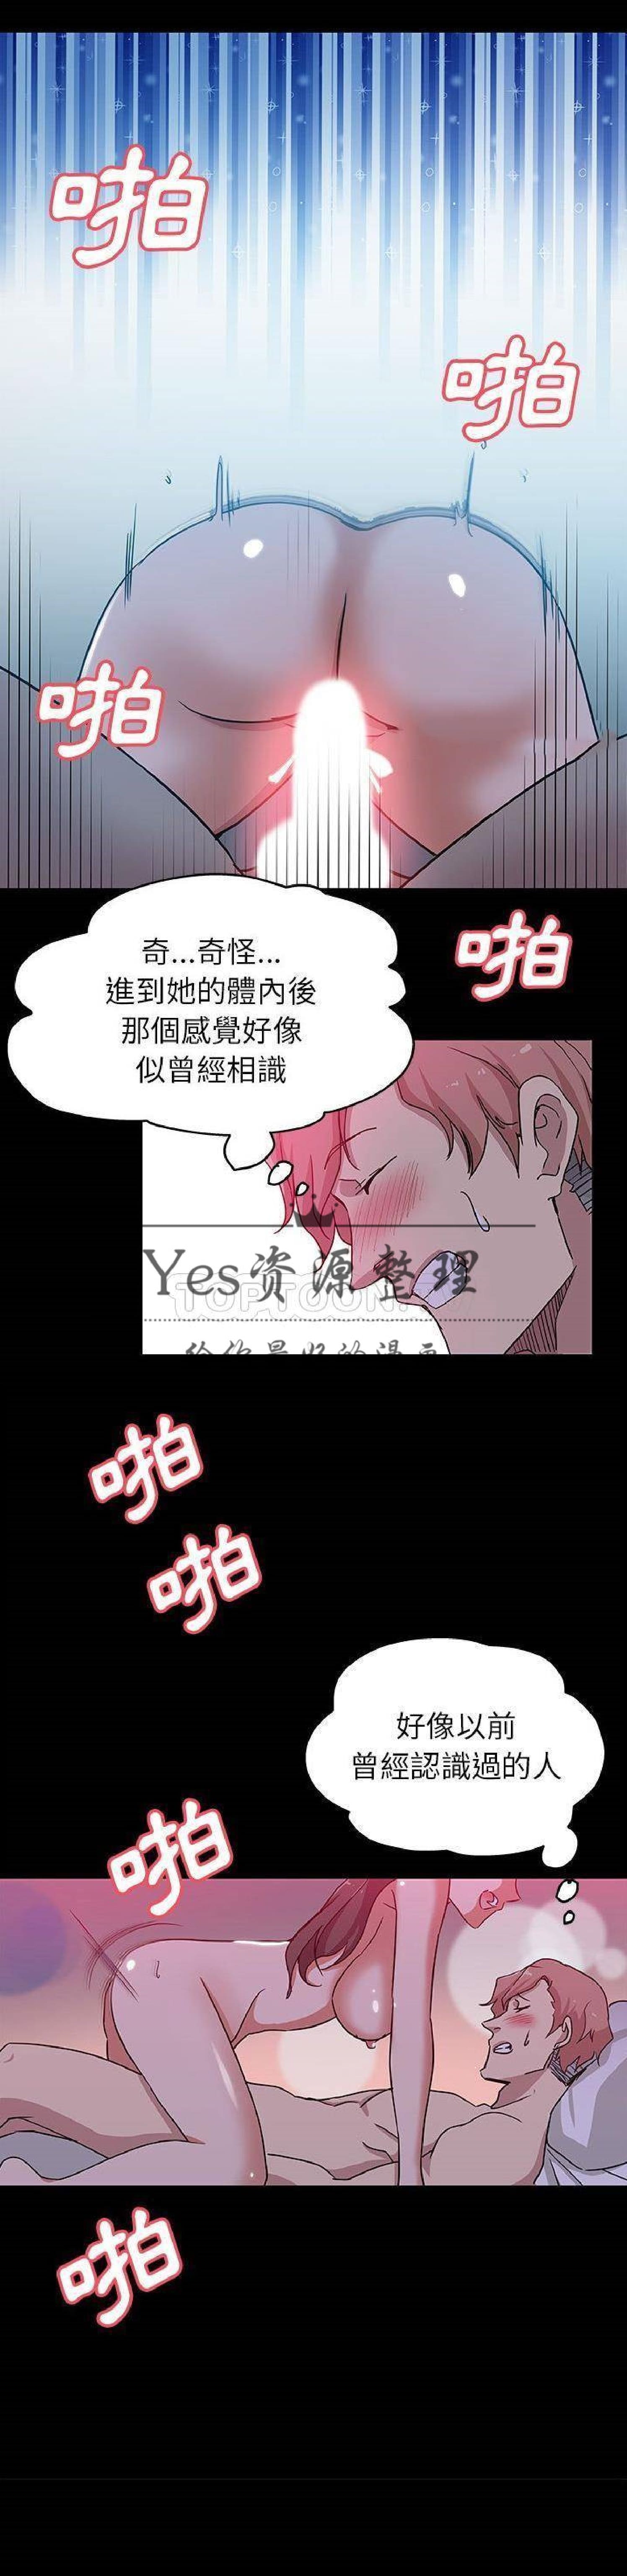 啪
啪
啪
啪
奇...奇怪...
進到她的體內後
那個感覺好像
似曾經相識
Yes资源整理
TOPTOON.
啪
啪
好像以前
曾經認識過的人
啪
啪